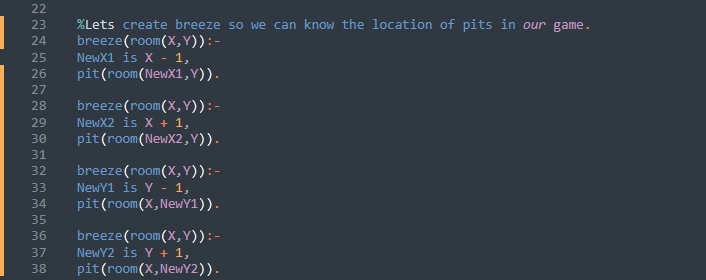 22
23 %Lets create breeze so we can know the location of pits in our game.
24 breeze(room(X,Y)):-
25 NewX1 is X - 1,
26 pit(room(NewX1,Y)).
27
28 breeze(room(X,Y)):-
29 NewX2 is X + 1,
30 pit(room(NewX2,Y)).
31
32 breeze(room(X,Y)):-
33 NewY1 is Y - 1,
34 pit(room(X,NewY1)).
35
36 breeze(room(X,Y)):-
37 NewY2 is Y + 1,
38 pit(room(X,NewY2)).